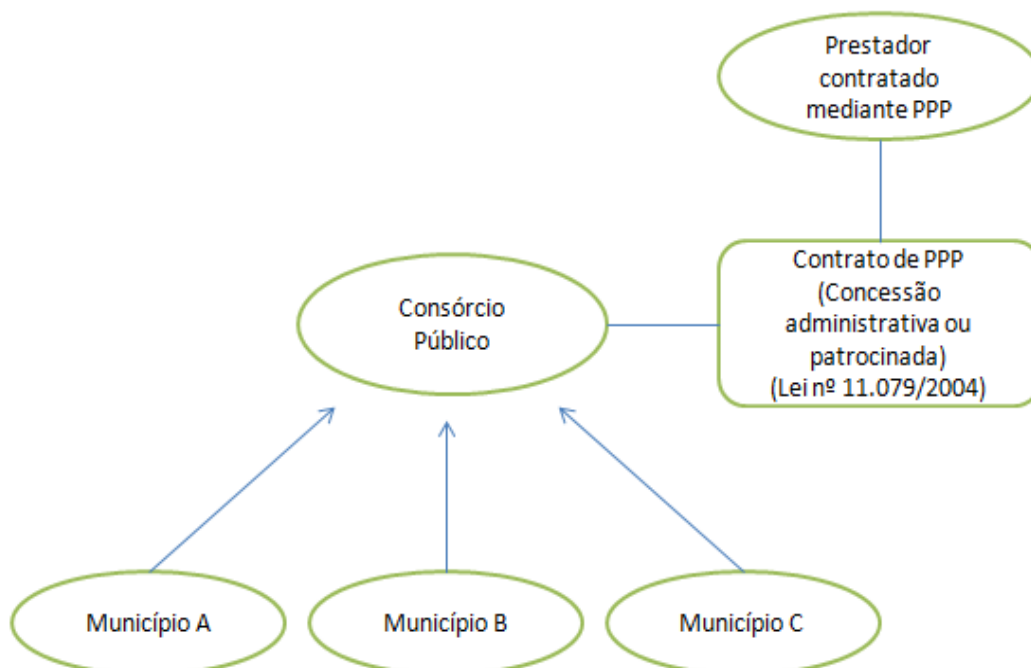 Prestador
contratado
mediante PPP
Contrato de PPP
(Concessão
administrativa ou
patrocinada)
(Lei nº 11.079/2004)
Consórcio
Público
Município A
Município B
Município C